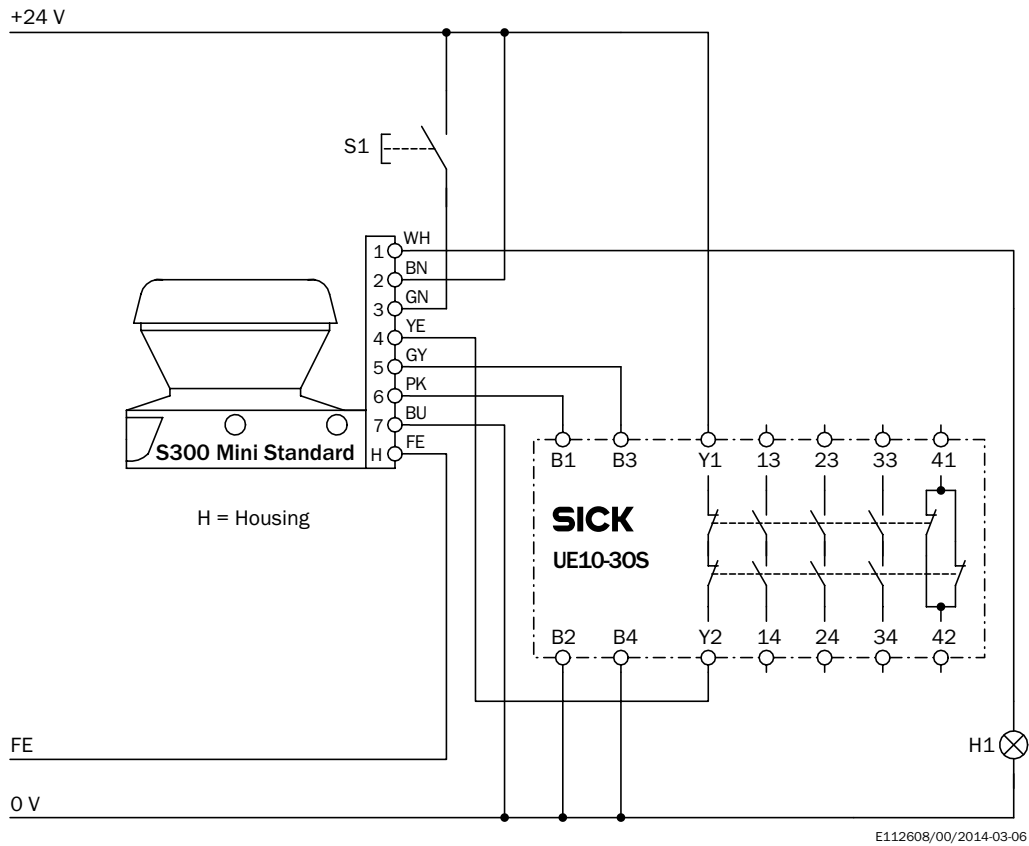 +24 V
S1
1 WH
2 BN
3 GN
4 YE
5 GY
6 PK
7 BU
H FE
S300 Mini Standard
H = Housing
B1 B3 Y1 13 23 33 41
SICK
UE10-30S
B2 B4 Y2 14 24 34 42
FE
H1
0 V
E112608/00/2014-03-06